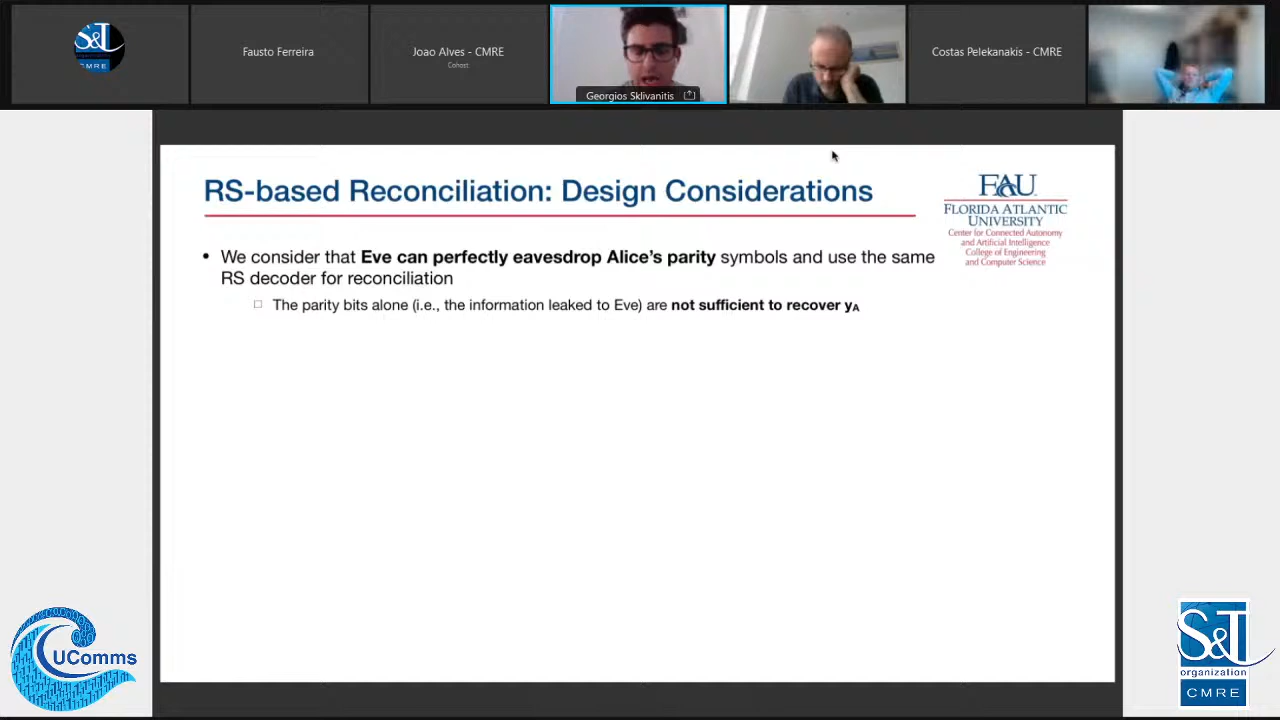 S&T
CMRE
Fausto Ferreira
Joao Alves - CMRE
Cohost
Georgios Sklivanitis
Costas Pelekanakis - CMRE
RS-based Reconciliation: Design Considerations
FAU
FLORIDA ATLANTIC
UNIVERSITY
Center for Connected Autonomy
and Artificial Intelligence
College of Engineering
and Computer Science
• We consider that Eve can perfectly eavesdrop Alice's parity symbols and use the same
RS decoder for reconciliation
□ The parity bits alone (i.e., the information leaked to Eve) are not sufficient to recover yA
UComms
S&T
organization
CMRE